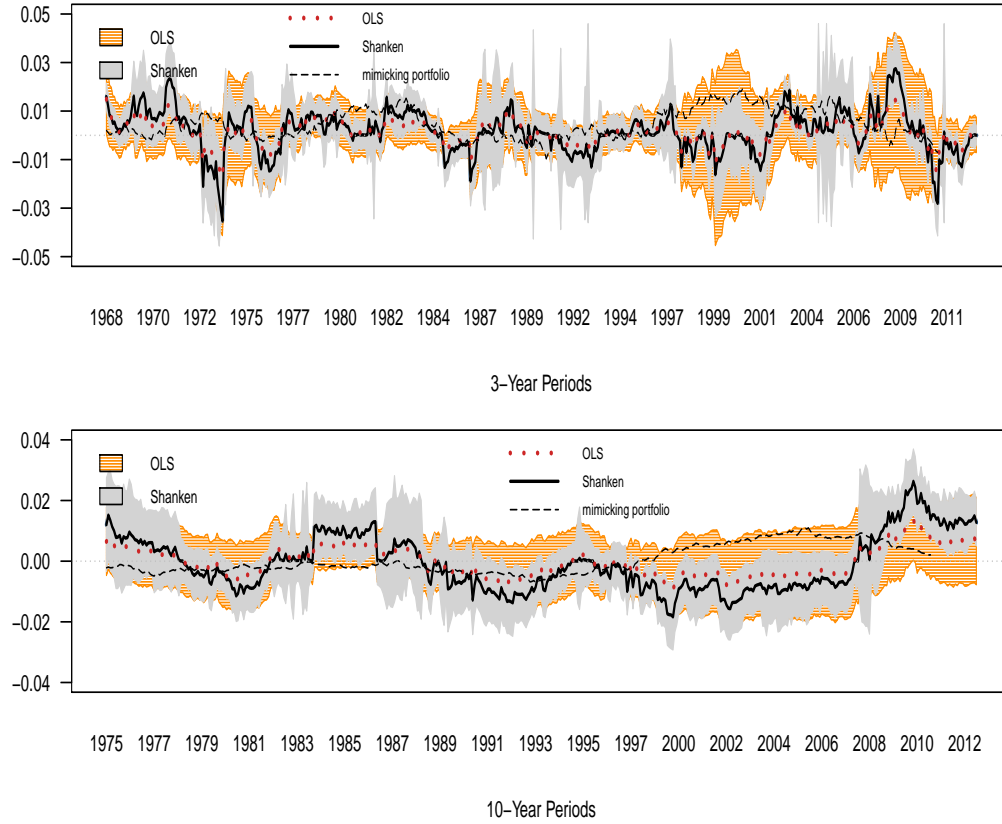 0.05
0.03
0.01
−0.01
−0.03
−0.05
OLS
Shanken
OLS
Shanken
mimicking portfolio
1968 1970 1972 1975 1977 1980 1982 1984 1987 1989 1992 1994 1997 1999 2001 2004 2006 2009 2011
3−Year Periods
0.04
0.02
0.00
−0.02
−0.04
OLS
Shanken
OLS
Shanken
mimicking portfolio
1975 1977 1979 1981 1983 1985 1987 1989 1991 1993 1995 1997 2000 2002 2004 2006 2008 2010 2012
10−Year Periods